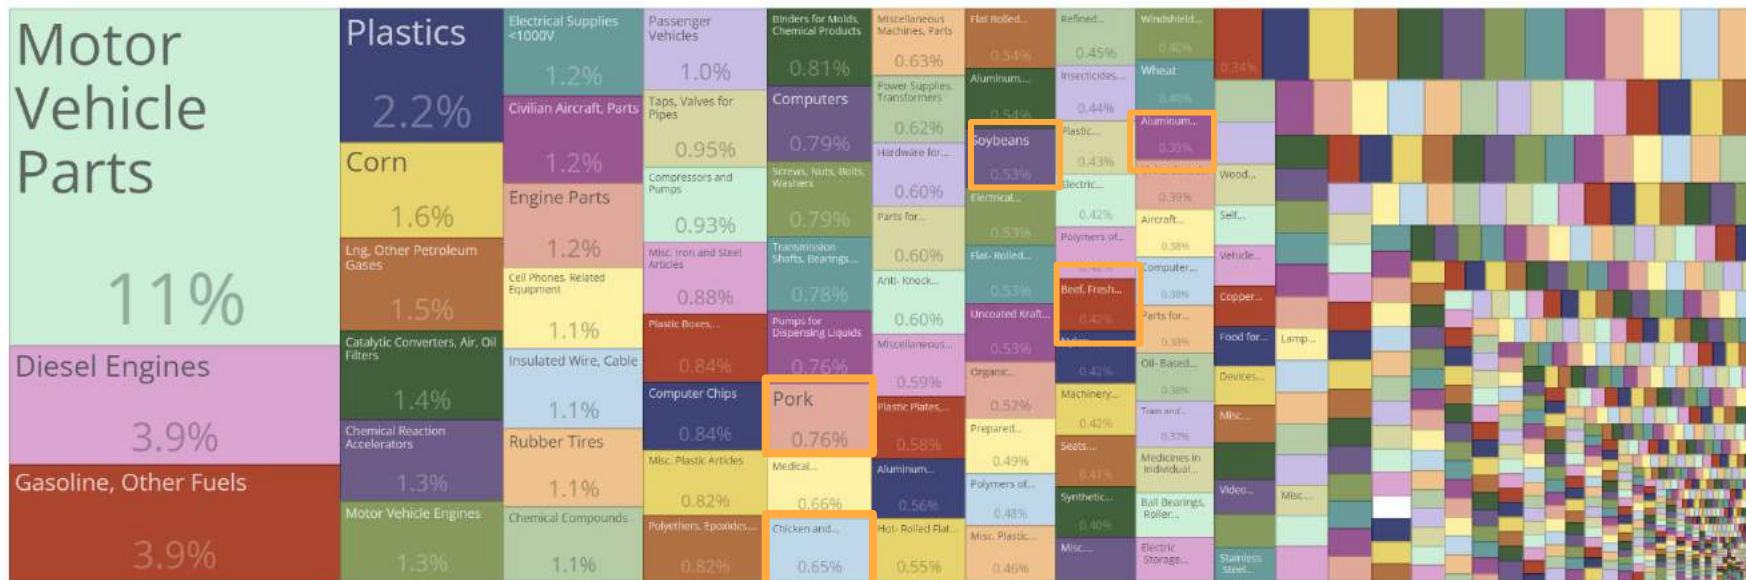 Motor
Vehicle
Parts
11%
Diesel Engines
3.9%
Gasoline, Other Fuels
3.9%
Plastics
2.2%
Corn
1.6%
Lng, Other Petroleum
Gases
1.5%
Catalytic Converters, Air, Oil
Filters
1.4%
Chemical Reaction
Accelerators
1.3%
Motor Vehicle Engines
1.3%
Electrical Supplies
<1000V
1.2%
Civilian Aircraft, Parts
1.2%
Engine Parts
1.2%
Cell Phones, Related
Equipment
1.1%
Insulated Wire, Cable
1.1%
Rubber Tires
1.1%
Chemical Compounds
1.1%
Passenger
Vehicles
1.0%
Taps, Valves for
Pipes
0.95%
Compressors and
Pumps
0.93%
Misc. Iron and Steel
Articles
0.88%
Plastic Boxes,...
0.84%
Computer Chips
0.84%
Misc. Plastic Articles
0.82%
Polyethers, Epoxides...
0.82%
Binders for Molds,
Chemical Products
0.81%
Computers
0.79%
Screws, Nuts, Bolts,
Washers
0.79%
Transmission
Shafts, Bearings...
0.78%
Pumps for
Dispensing Liquids
0.76%
Pork
0.76%
Medical...
0.66%
Chicken and...
0.65%
Miscellaneous
Machines, Parts
0.63%
Power Supplies,
Transformers
0.62%
Hardware for...
0.60%
Parts for...
0.60%
Anti- Knock...
0.60%
Miscellaneous...
0.59%
Plastic Plates,...
0.58%
Aluminum...
0.56%
Hot- Rolled Flat...
0.55%
Flat Rolled...
0.54%
Aluminum...
0.54%
Soybeans
0.53%
Electrical...
0.53%
Flat- Rolled...
0.53%
Uncoated Kraft...
0.53%
Organic...
0.52%
Prepared...
0.49%
Polymers of...
0.48%
Misc. Plastic...
0.46%
Refined...
0.45%
Insecticides...
0.44%
Plastic...
0.43%
Electric...
0.42%
Polymers of...
0.42%
Beef, Fresh...
0.42%
0.42%
Machinery...
0.42%
Seats...
0.41%
Synthetic...
0.40%
Misc....
Windshield...
0.40%
Wheat
0.40%
Aluminum...
0.39%
0.39%
Aircraft...
0.38%
Computer...
0.38%
Parts for...
0.38%
Oil- Based...
0.38%
Train and...
0.37%
Medicines in
Individual...
Ball Bearings,
Roller...
Electric
Storage...
0.34%
Wood...
Self...
Vehicle...
Copper...
Food for...
Devices...
Misc...
Video...
Stainless
Steel...
Lamp...
Misc...